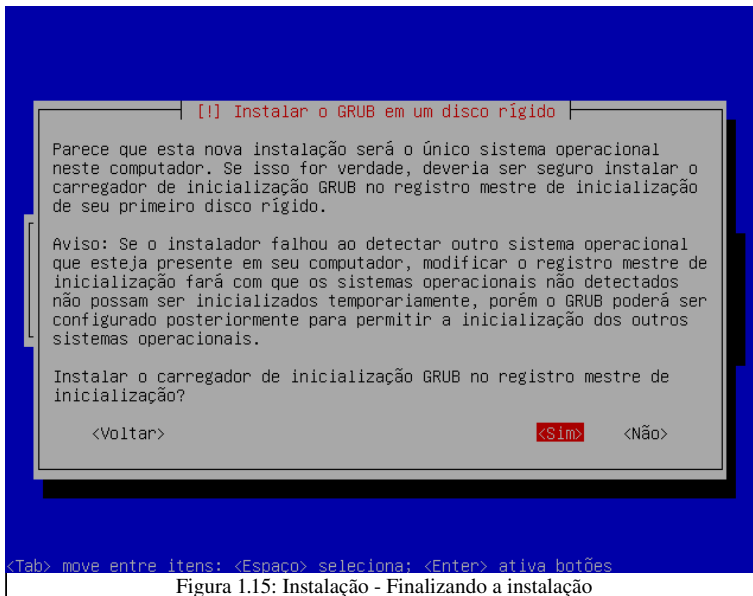 [!] Instalar o GRUB em um disco rígido
Parece que esta nova instalação será o único sistema operacional
neste computador. Se isso for verdade, deveria ser seguro instalar o
carregador de inicialização GRUB no registro mestre de inicialização
de seu primeiro disco rígido.
Aviso: Se o instalador falhou ao detectar outro sistema operacional
que esteja presente em seu computador, modificar o registro mestre de
inicialização fará com que os sistemas operacionais não detectados
não possam ser inicializados temporariamente, porém o GRUB poderá ser
configurado posteriormente para permitir a inicialização dos outros
sistemas operacionais.
Instalar o carregador de inicialização GRUB no registro mestre de
inicialização?
<Voltar> <Sim> <Não>
<Tab> move entre itens; <Espaço> seleciona; <Enter> ativa botões
Figura 1.15: Instalação - Finalizando a instalação